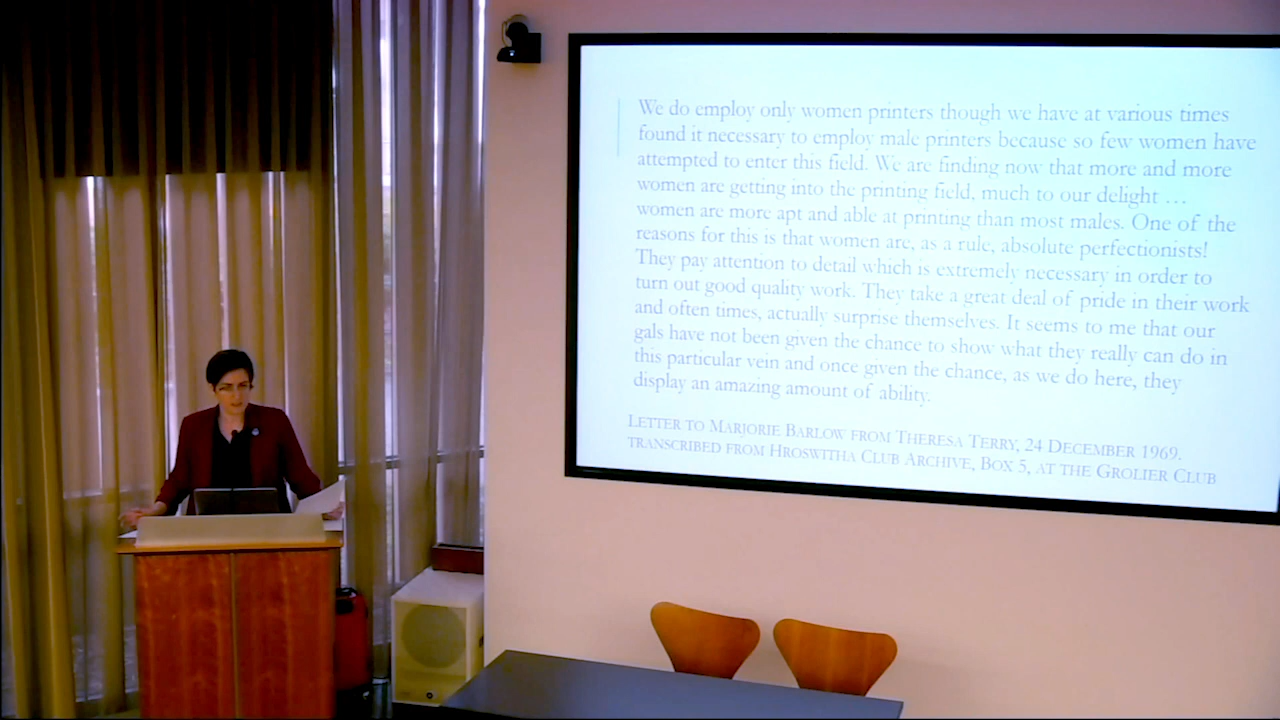 We do employ only women printers though we have at various times
found it necessary to employ male printers because so few women have
attempted to enter this field. We are finding now that more and more
women are getting into the printing field, much to our delight …
women are more apt and able at printing than most males. One of the
reasons for this is that women are, as a rule, absolute perfectionists!
They pay attention to detail which is extremely necessary in order to
turn out good quality work. They take a great deal of pride in their work
and often times, actually surprise themselves. It seems to me that our
gals have not been given the chance to show what they really can do in
this particular vein and once given the chance, as we do here, they
display an amazing amount of ability.
Letter to Marjorie Barlow from Theresa Terry, 24 December 1969.
transcribed from Hroswitha Club Archive, Box 5, at the Grolier Club